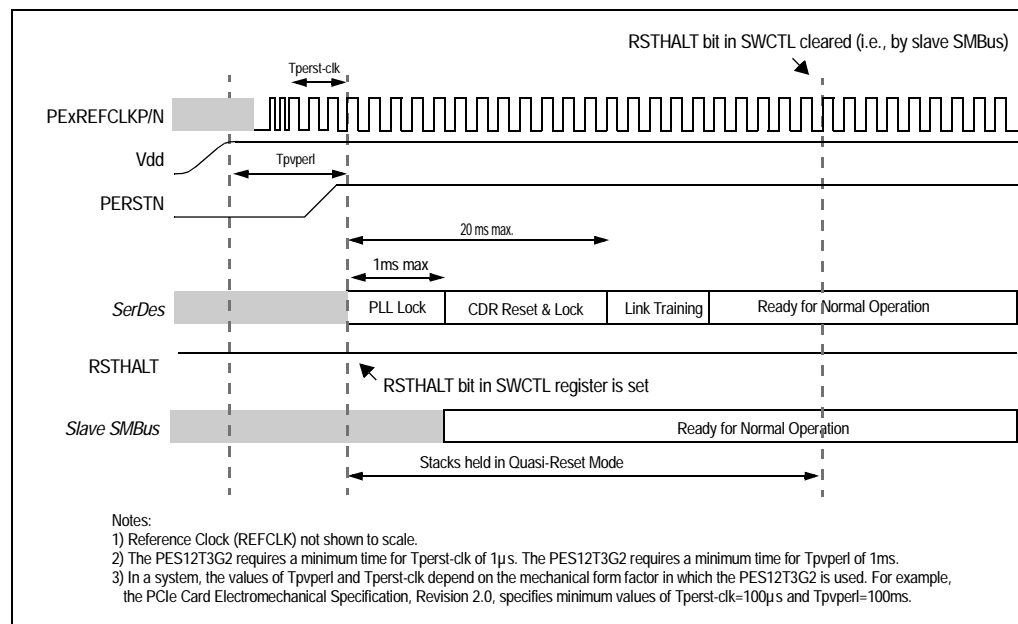 RSTHALT bit in SWCTL cleared (i.e., by slave SMBus)
Tperst-clk
PExREFCLKP/N
Vdd
Tpvperl
PERSTN
20 ms max.
1ms max
SerDes
PLL Lock
CDR Reset & Lock
Link Training
Ready for Normal Operation
RSTHALT
RSTHALT bit in SWCTL register is set
Slave SMBus
Ready for Normal Operation
Stacks held in Quasi-Reset Mode
Notes:
1) Reference Clock (REFCLK) not shown to scale.
2) The PES12T3G2 requires a minimum time for Tperst-clk of 1µs. The PES12T3G2 requires a minimum time for Tpvperl of 1ms.
3) In a system, the values of Tpvperl and Tperst-clk depend on the mechanical form factor in which the PES12T3G2 is used. For example,
the PCIe Card Electromechanical Specification, Revision 2.0, specifies minimum values of Tperst-clk=100µs and Tpvperl=100ms.